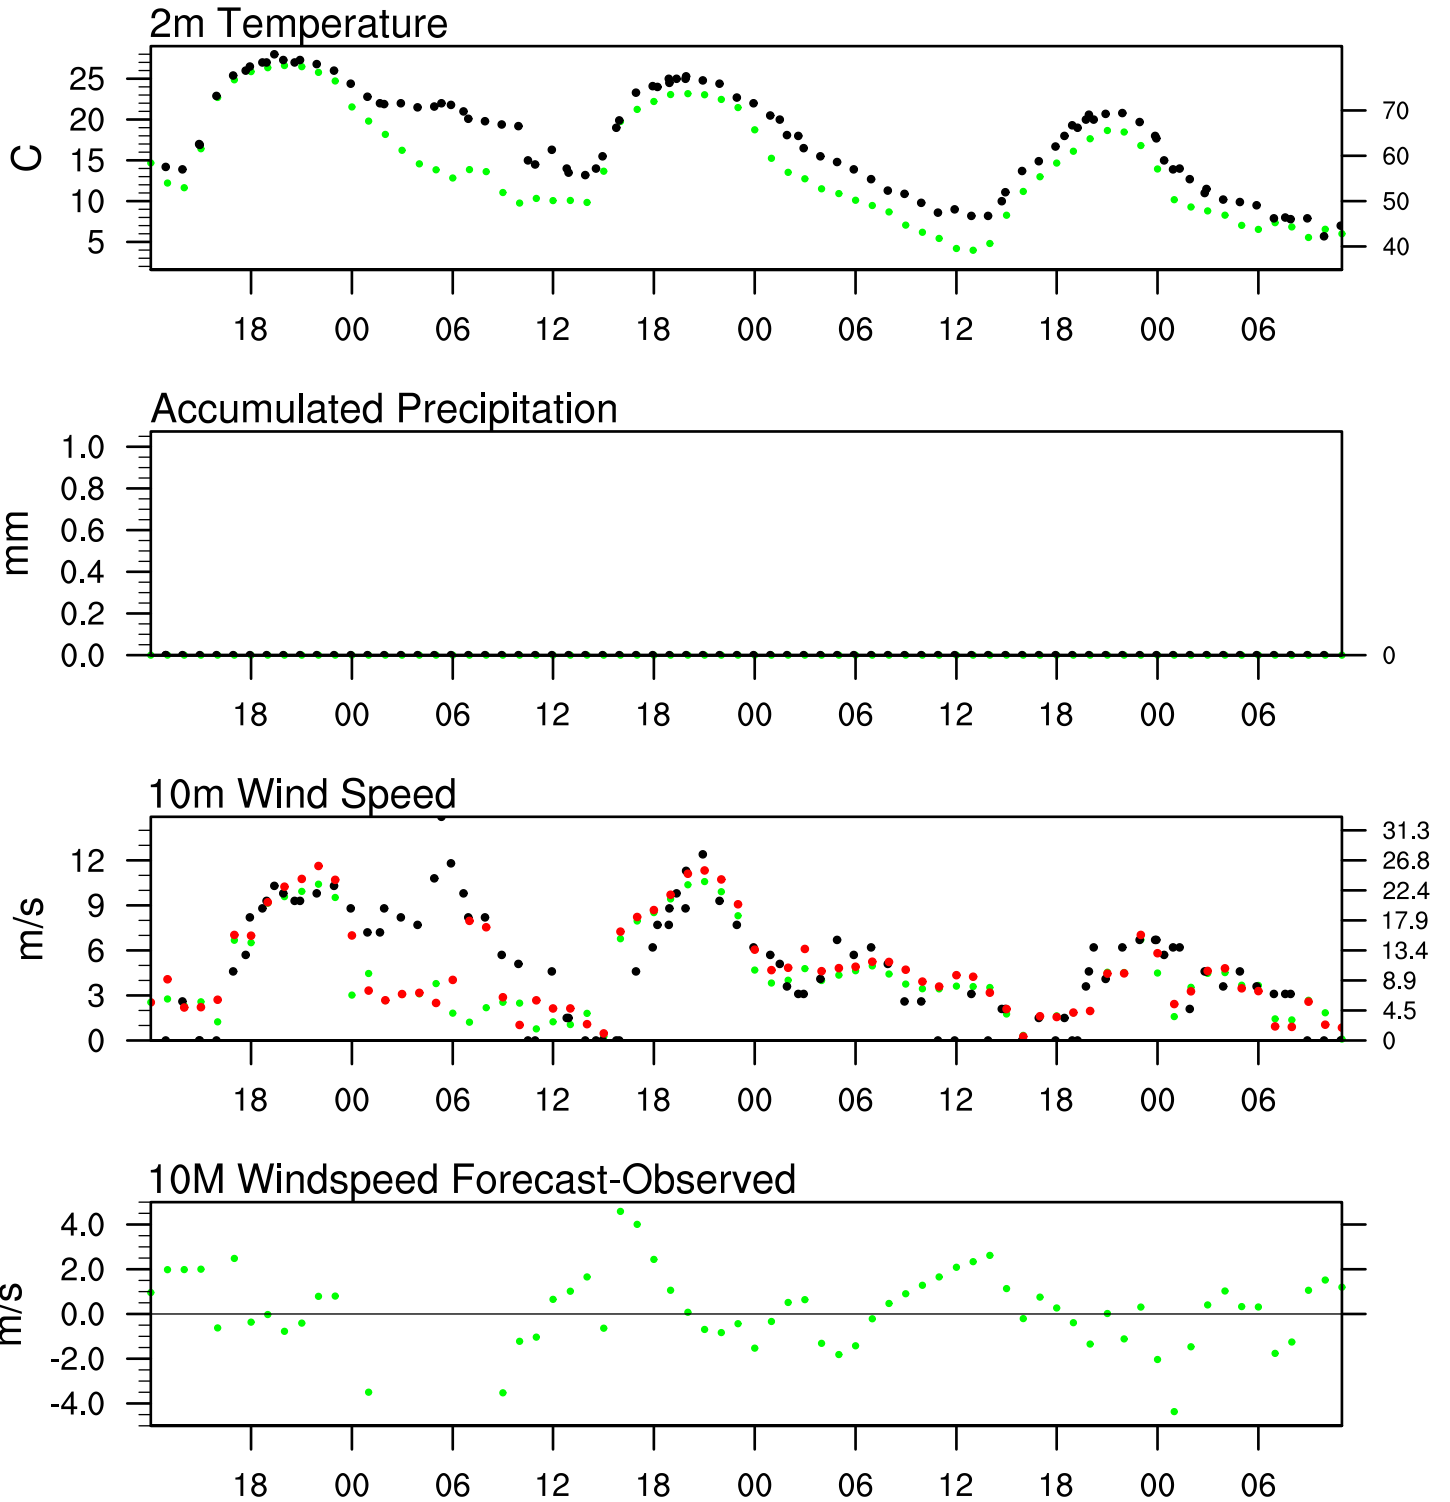 2m Temperature
25
20 70
15 60
C
10 50
5 40
18 00 06 12 18 00 06 12 18 00 06
Accumulated Precipitation
1.0
0.8
0.6
mm
0.4
0.2
0.0 0
18 00 06 12 18 00 06 12 18 00 06
10m Wind Speed
31.3
12 26.8
22.4
9 17.9
m/s
6 13.4
8.9
3 4.5
0 0
18 00 06 12 18 00 06 12 18 00 06
10M Windspeed Forecast-Observed
4.0
2.0
0.0
m/s
-2.0
-4.0
18 00 06 12 18 00 06 12 18 00 06